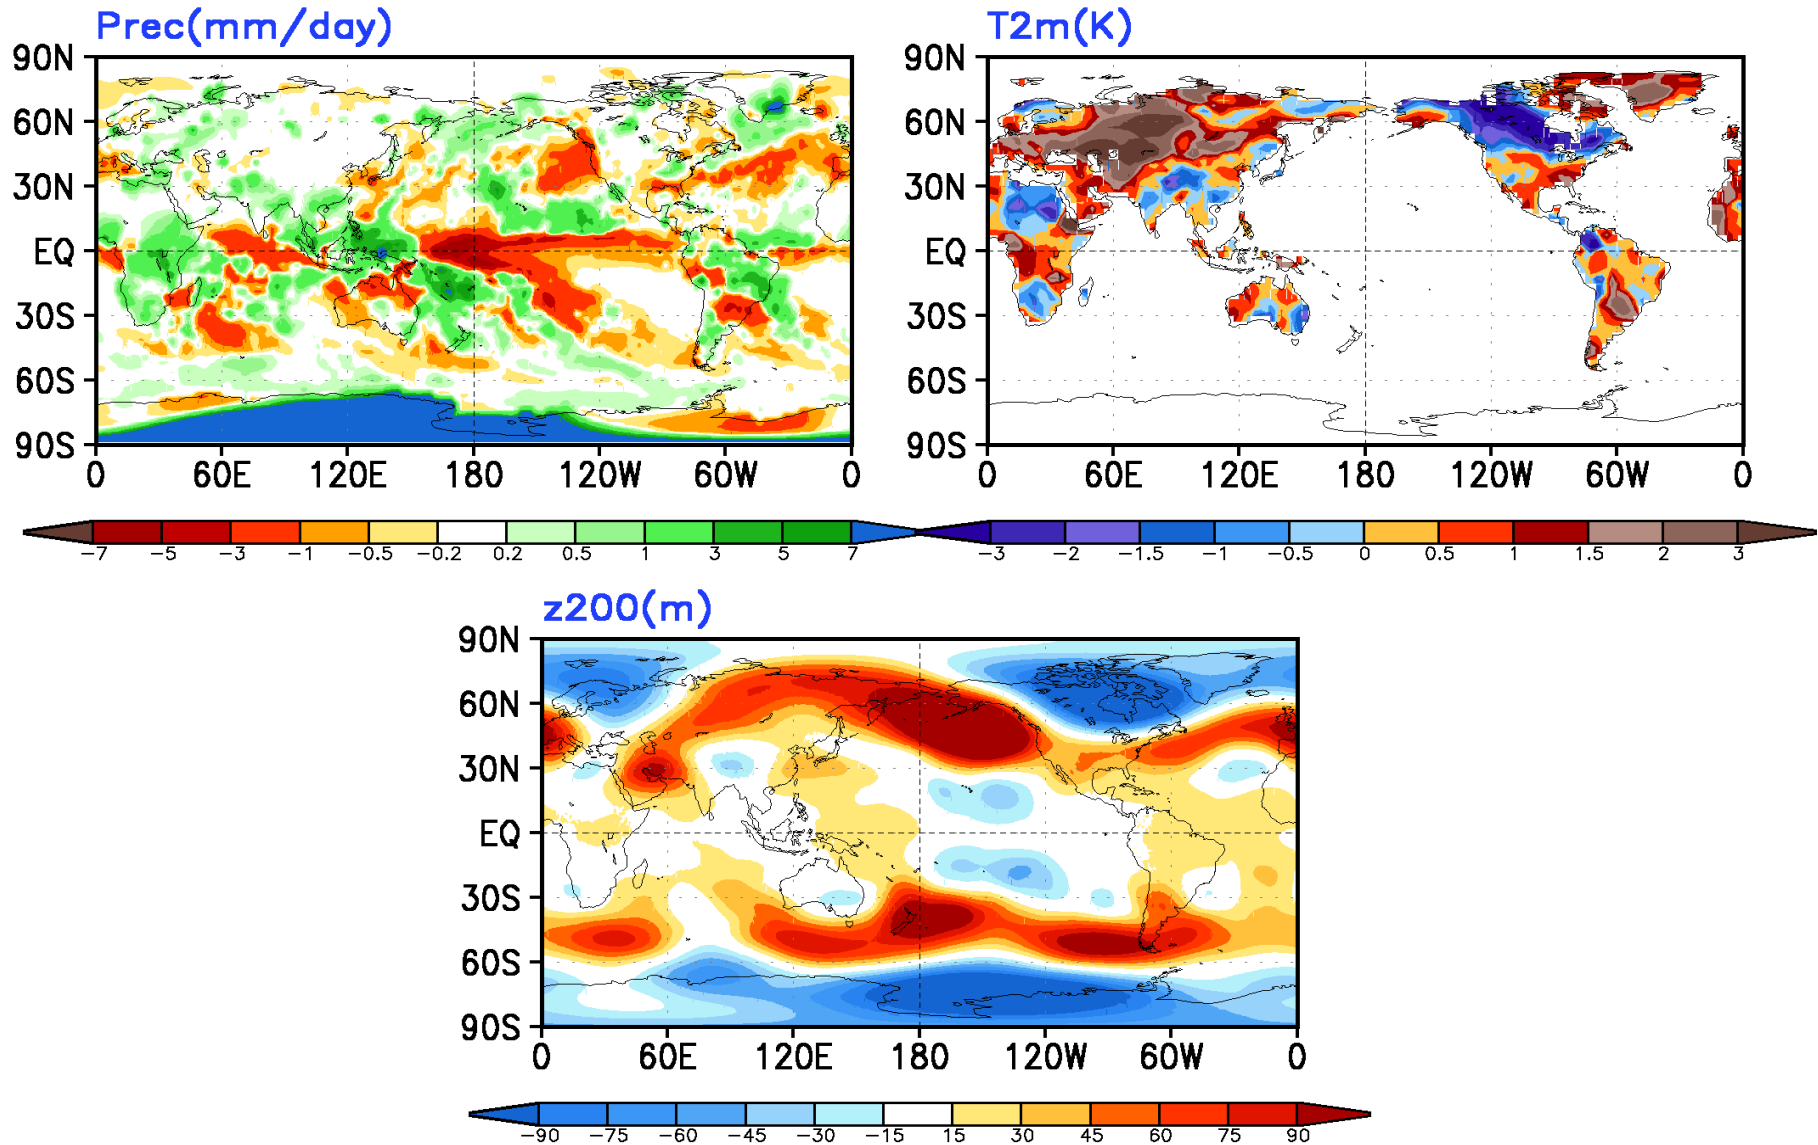 Prec(mm/day)
90N
60N
30N
EQ
30S
60S
90S
0 60E 120E 180 120W 60W 0
-7 -5 -3 -1 -0.5 -0.2 0.2 0.5 1 3 5 7
T2m(K)
90N
60N
30N
EQ
30S
60S
90S
0 60E 120E 180 120W 60W 0
-3 -2 -1.5 -1 -0.5 0 0.5 1 1.5 2 3
z200(m)
90N
60N
30N
EQ
30S
60S
90S
0 60E 120E 180 120W 60W 0
-90 -75 -60 -45 -30 -15 15 30 45 60 75 90